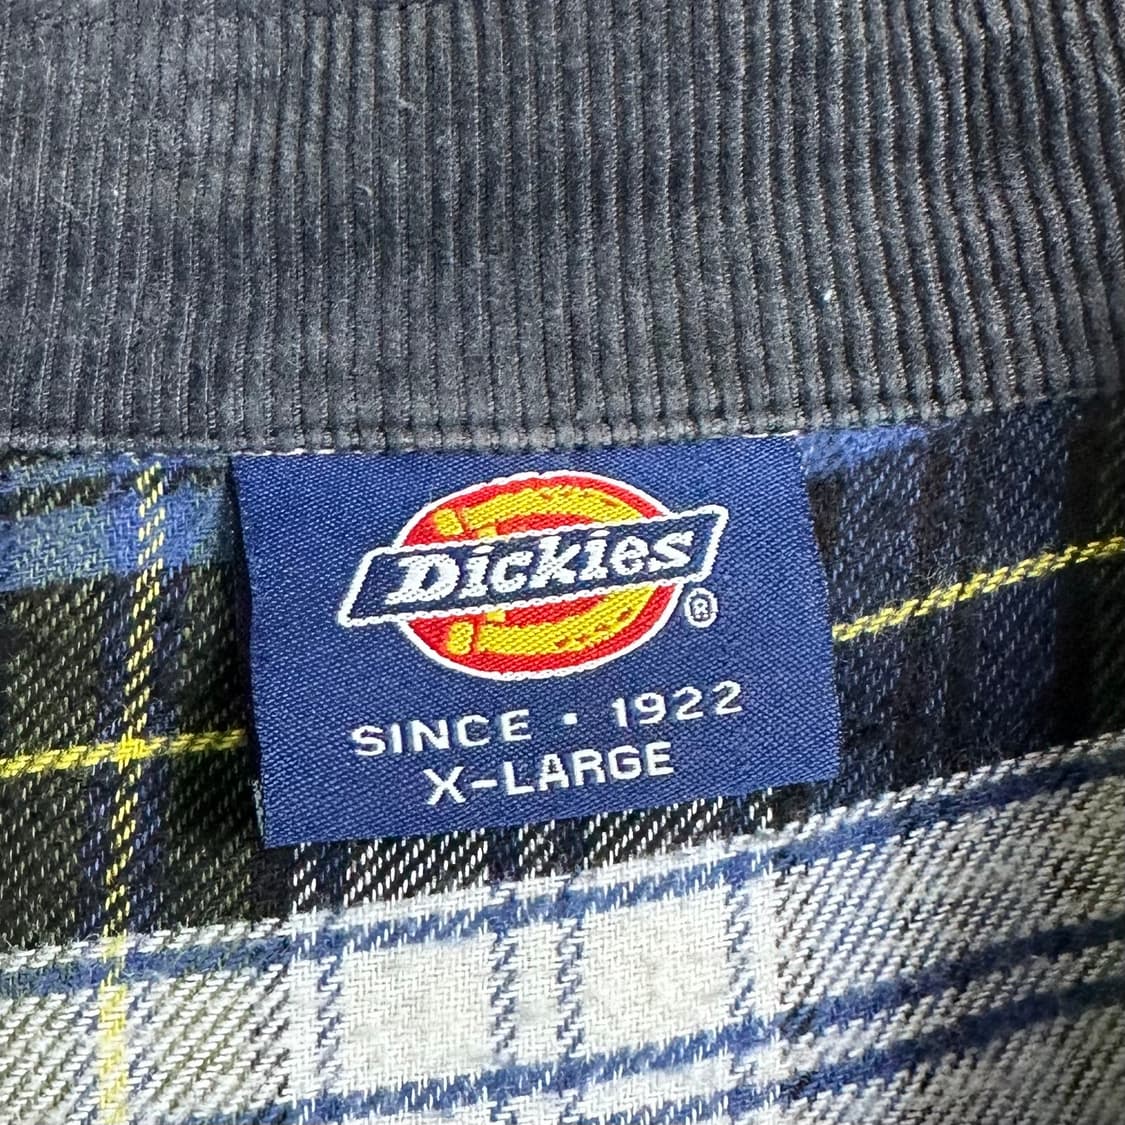 Dickies®
SINCE • 1922
X-LARGE